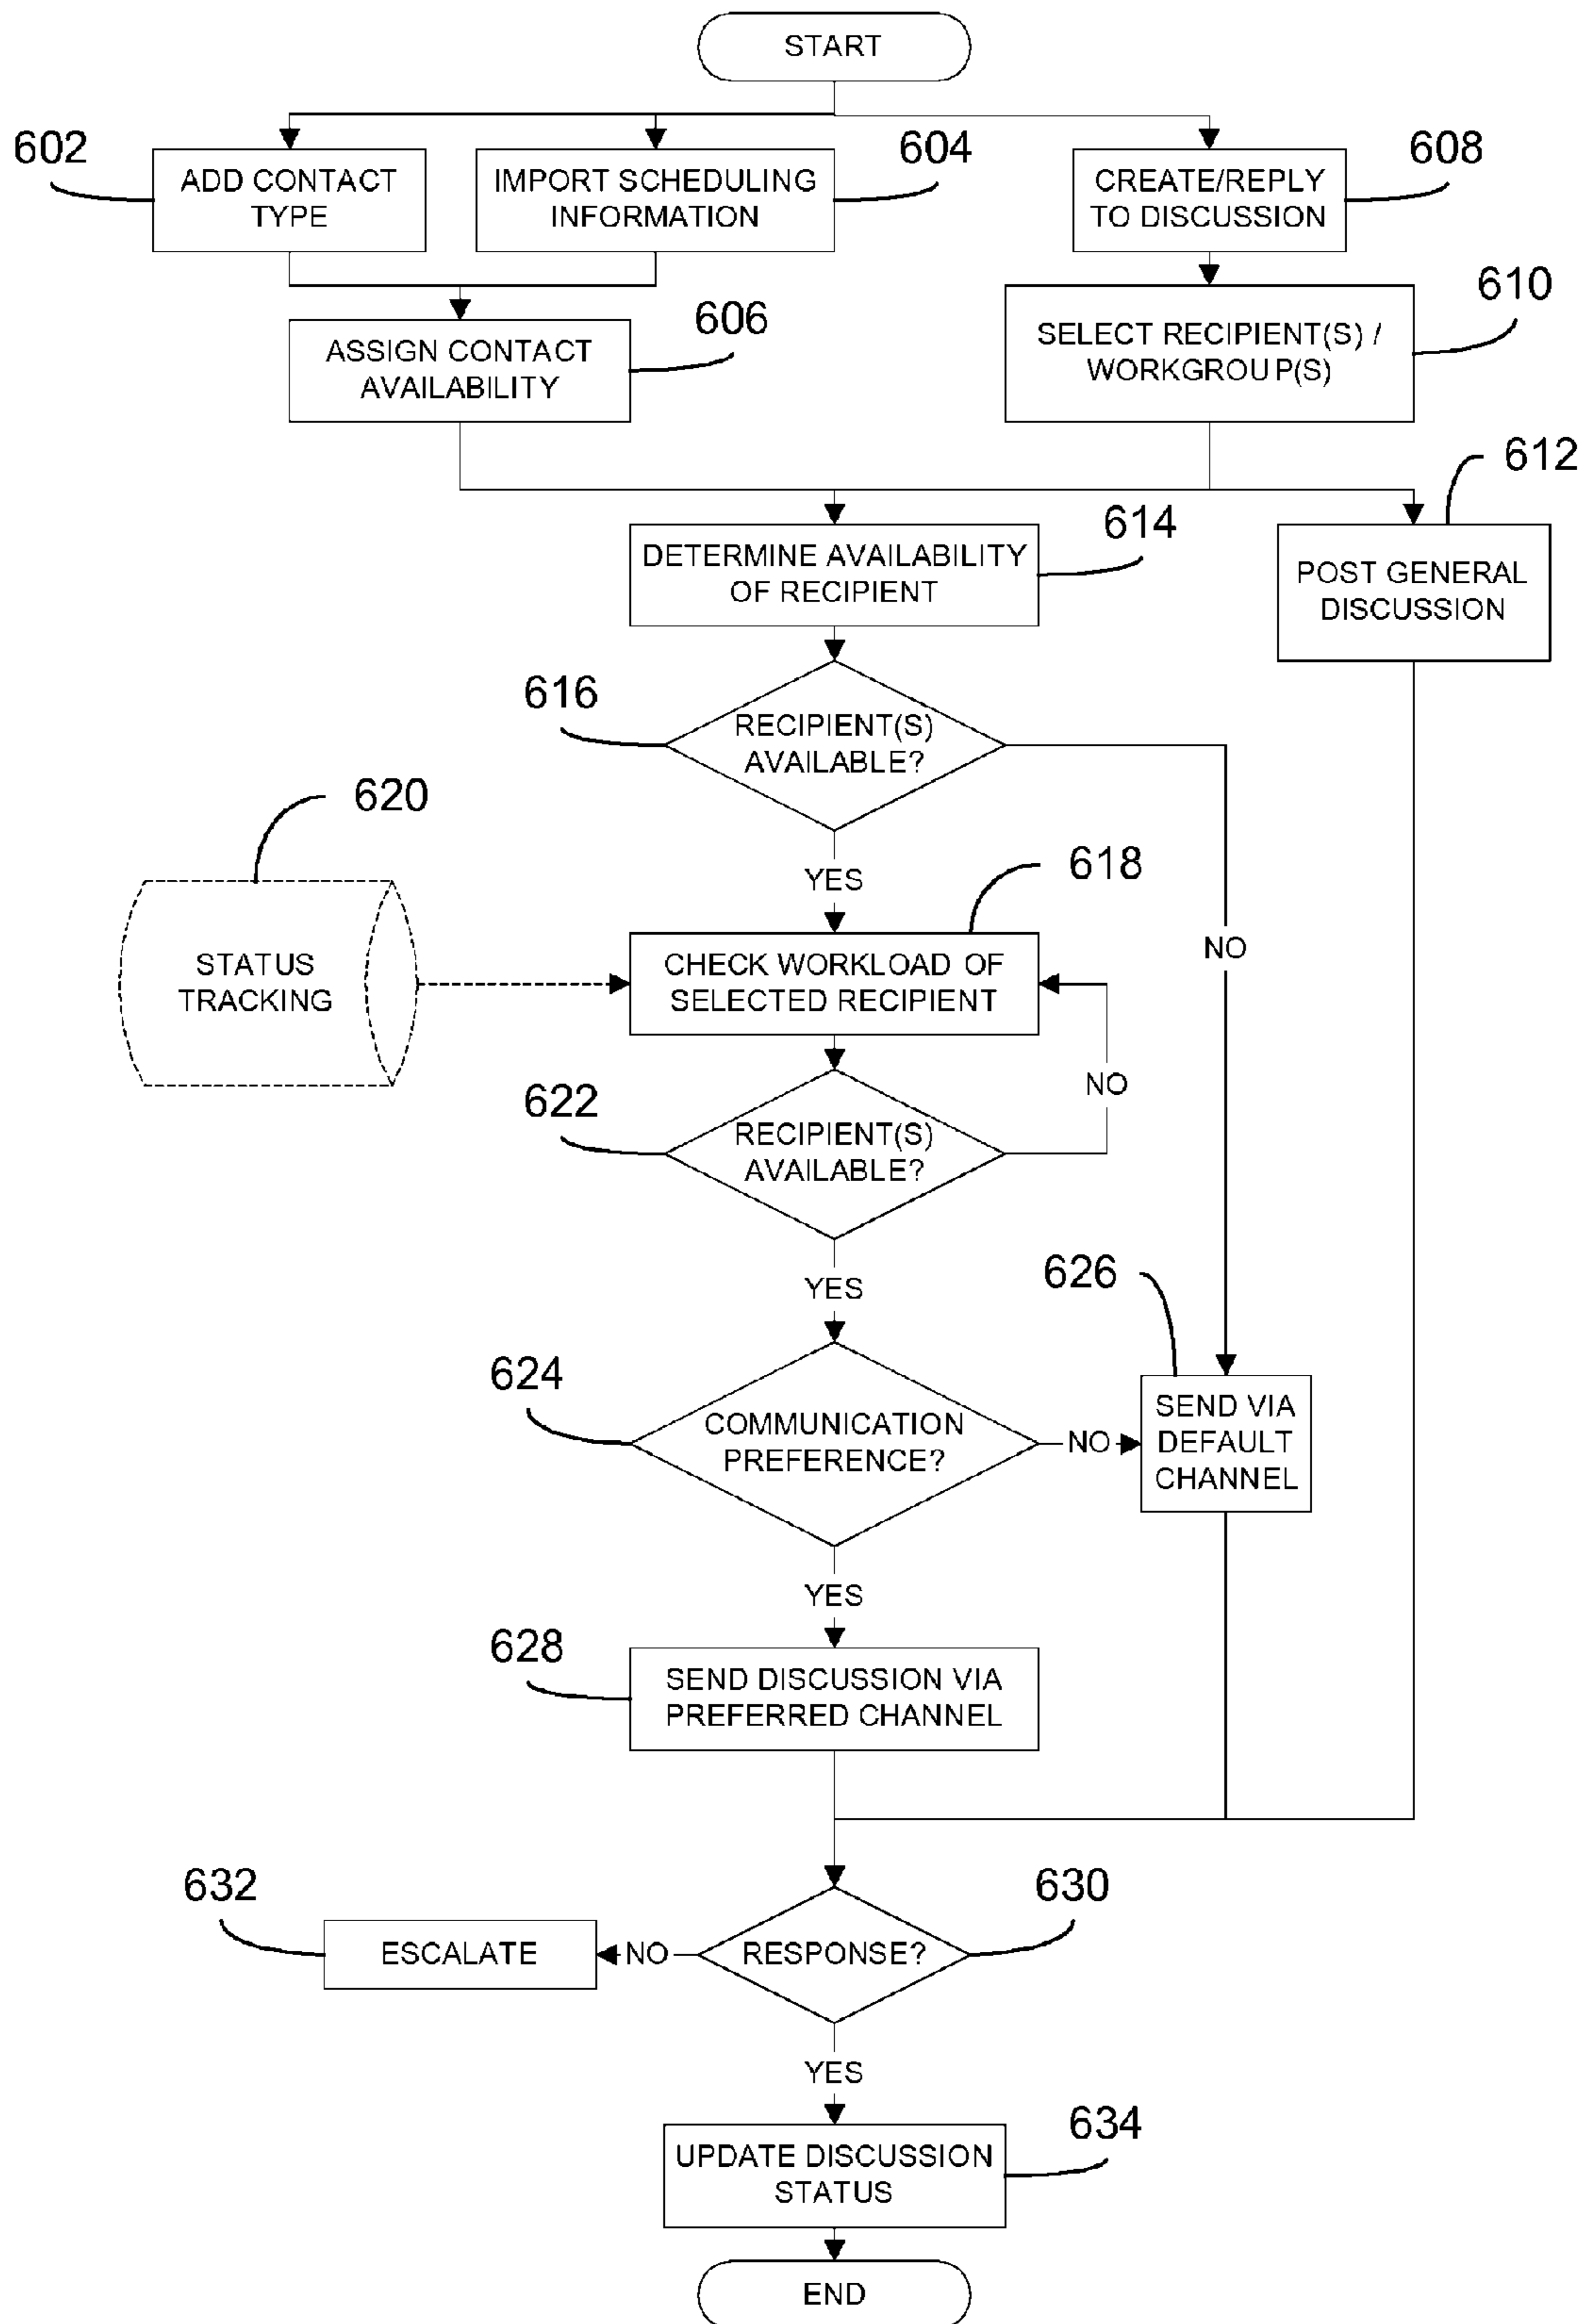 START
602
604
608
ADD CONTACT
TYPE
IMPORT SCHEDULING
INFORMATION
CREATE/REPLY
TO DISCUSSION
606
610
ASSIGN CONTACT
AVAILABILITY
SELECT RECIPIENT(S) /
WORKGROUP(S)
612
614
DETERMINE AVAILABILITY
OF RECIPIENT
POST GENERAL
DISCUSSION
616
RECIPIENT(S)
AVAILABLE?
620
618
YES
NO
STATUS
TRACKING
CHECK WORKLOAD OF
SELECTED RECIPIENT
NO
622
RECIPIENT(S)
AVAILABLE?
YES
626
624
COMMUNICATION
PREFERENCE?
NO
SEND VIA
DEFAULT
CHANNEL
YES
628
SEND DISCUSSION VIA
PREFERRED CHANNEL
632
630
ESCALATE
NO
RESPONSE?
YES
634
UPDATE DISCUSSION
STATUS
END